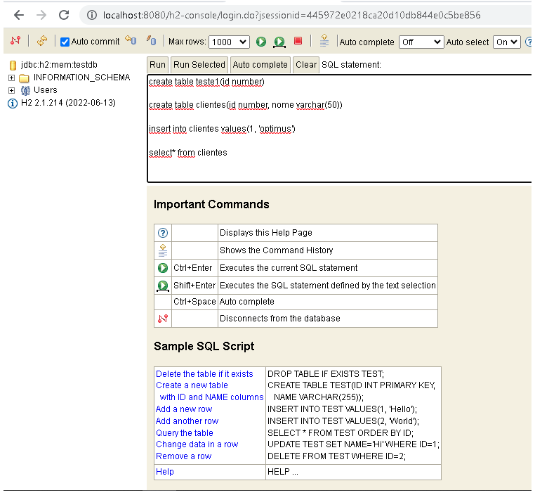 localhost:8080/h2-console/login.do?jsessionid=445972e0218ca20d10db844e0c5be856
Auto commit Max rows: 1000 Auto complete Off Auto select On
jdbc:h2:mem:testdb
INFORMATION_SCHEMA
Users
H2 2.1.214 (2022-06-13)
Run Run Selected Auto complete Clear SQL statement:
create table teste1(id number)
create table clientes(id number, nome varchar(50))
insert into clientes values(1, 'optimus')
select* from clientes
Important Commands
Displays this Help Page
Shows the Command History
Ctrl+Enter Executes the current SQL statement
Shift+Enter Executes the SQL statement defined by the text selection
Ctrl+Space Auto complete
Disconnects from the database
Sample SQL Script
Delete the table if it exists DROP TABLE IF EXISTS TEST;
Create a new table CREATE TABLE TEST(ID INT PRIMARY KEY,
with ID and NAME columns NAME VARCHAR(255));
Add a new row INSERT INTO TEST VALUES(1, 'Hello');
Add another row INSERT INTO TEST VALUES(2, 'World');
Query the table SELECT * FROM TEST ORDER BY ID;
Change data in a row UPDATE TEST SET NAME='Hi' WHERE ID=1;
Remove a row DELETE FROM TEST WHERE ID=2;
Help HELP ...